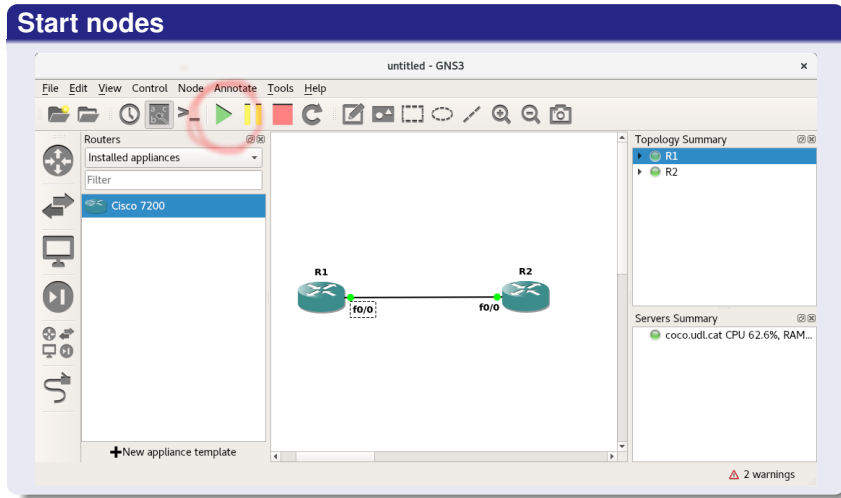 Start nodes
untitled - GNS3
File Edit View Control Node Annotate Tools Help
Routers
Installed appliances
Filter
Cisco 7200
New appliance template
R1
R2
f0/0
f0/0
Topology Summary
R1
R2
Servers Summary
coco.udl.cat CPU 62.6%, RAM...
2 warnings